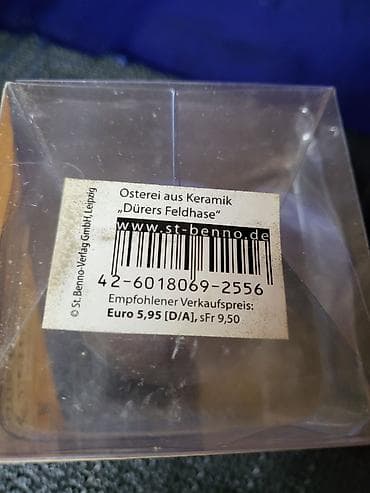 Osterei aus Keramik
„Dürers Feldhase“
www.st-benno.de
42-6018069-2556
Empfohlener Verkaufspreis:
Euro 5,95 [D/A], sFr 9,50
© St. Benno-Verlag GmbH, Leipzig